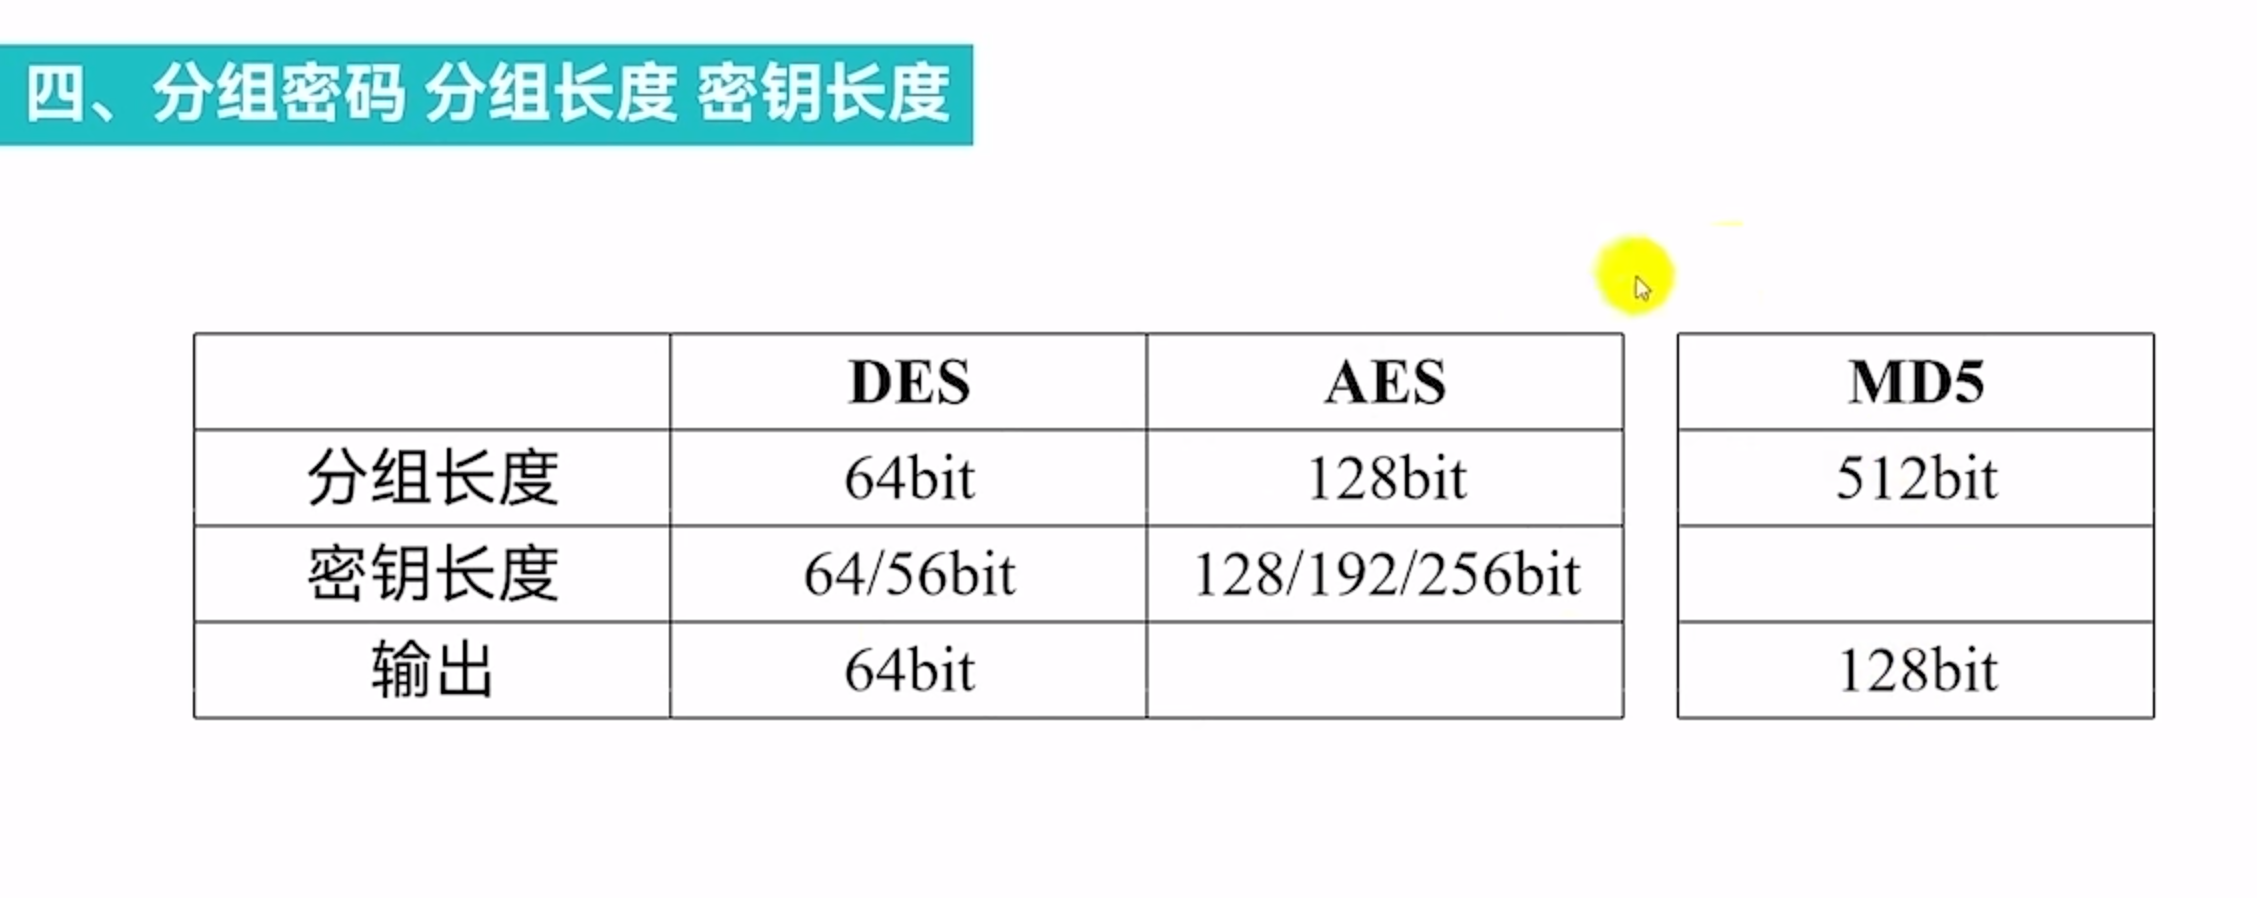 四、分组密码 分组长度 密钥长度
DES AES MD5
分组长度 64bit 128bit 512bit
密钥长度 64/56bit 128/192/256bit
输出 64bit 128bit